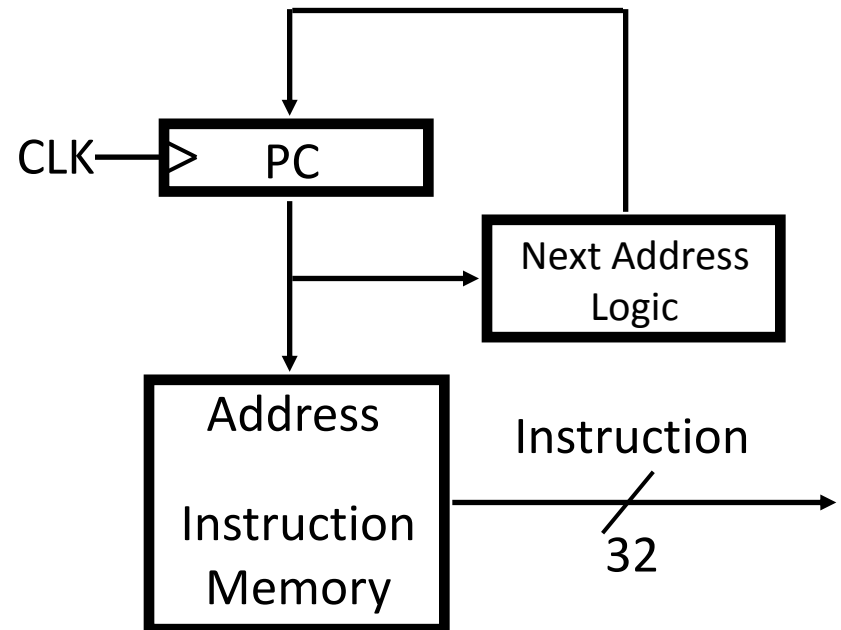 CLK
PC
Next Address
Logic
Address
Instruction
Instruction
Memory
32